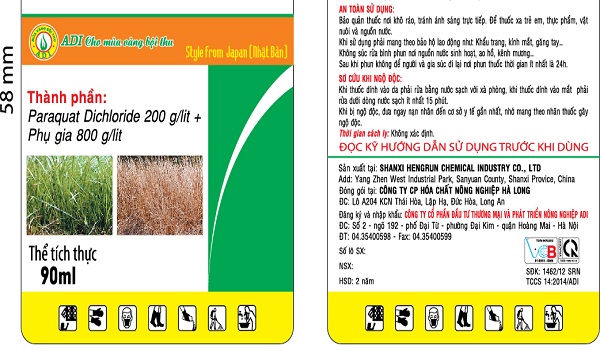 58 mm
ADI Cho mùa vàng bội thu
Style from Japan (Nhật Bản)
Thành phần:
Paraquat Dichloride 200 g/lit +
Phụ gia 800 g/lit
Thể tích thực
90ml
AN TOÀN SỬ DỤNG:
Bảo quản thuốc nơi khô ráo, tránh ánh sáng trực tiếp. Để thuốc xa trẻ em, thực phẩm, vật
nuôi và nguồn nước.
Khi sử dụng phải mang theo bảo hộ lao động như: Khẩu trang, kính mắt, găng tay...
Không súc rửa bình phun nơi nguồn nước sinh hoạt, ao hồ, kênh mương..
Sau khi phun không để người và gia súc đi lại nơi phun thuốc thời gian ít nhất là 24h.
SƠ CỨU KHI NGỘ ĐỘC:
Khi thuốc dính vào da phải rửa bằng nước sạch với xà phòng, khi thuốc dính vào mắt phải
rửa dưới dòng nước sạch ít nhất 15 phút.
Khi bị ngộ độc, đưa ngay nạn nhân đến cơ sở y tế gần nhất, nhớ mang theo nhãn thuốc gây
ngộ độc.
Thời gian cách ly: Không xác định.
ĐỌC KỸ HƯỚNG DẪN SỬ DỤNG TRƯỚC KHI DÙNG
Sản xuất tại: SHANXI HENGRUN CHEMICAL INDUSTRY CO., LTD
Add: Yang Zhen West Industrial Park, Sanyuan County, Shanxi Provice, China
Đóng gói tại: CÔNG TY CP HÓA CHẤT NÔNG NGHIỆP HÀ LONG
ĐC: Lô A204 KCN Thái Hòa, Lập Hạ, Đức Hòa, Long An
Đăng ký và nhập khẩu: CÔNG TY CỔ PHẦN ĐẦU TƯ THƯƠNG MẠI VÀ PHÁT TRIỂN NÔNG NGHIỆP ADI
ĐC: Số 2 - ngõ 192 - phố Đại Từ - phường Đại Kim - quận Hoàng Mai - Hà Nội
ĐT: 04.35400598 - Fax: 04.35400599
Số lô SX:
NSX:
HSD: 2 năm
SĐK: 1462/12 SRN
TCCS 14:2014/ADI